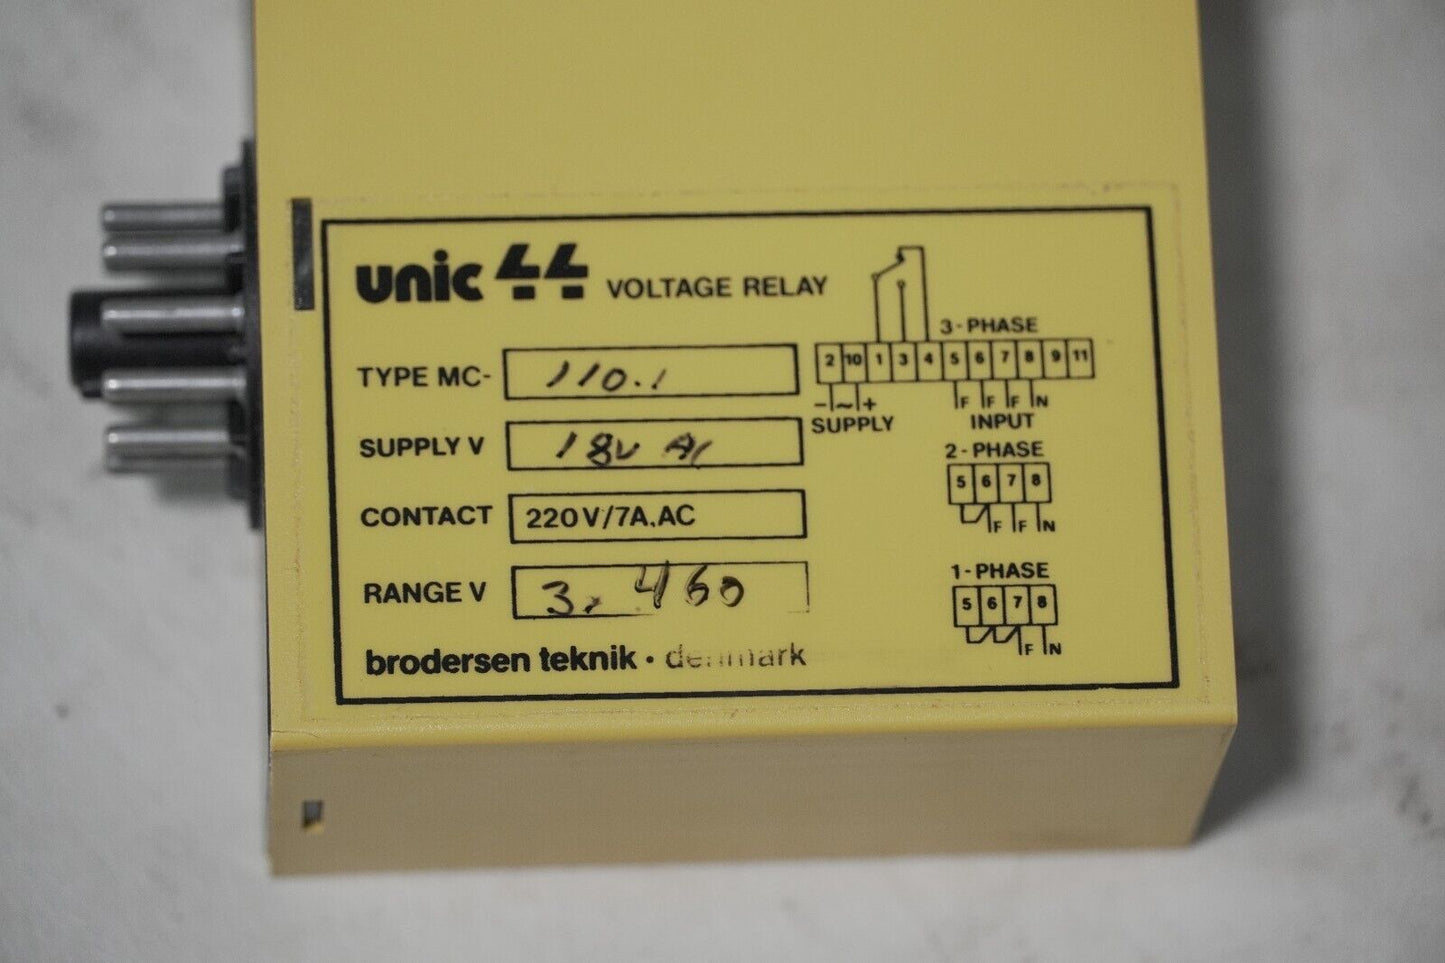 unic 44 VOLTAGE RELAY
TYPE MC- 110.1
SUPPLY V 18V AC
CONTACT 220V/7A,AC
RANGE V 3x 460
brodersen teknik · denmark
3-PHASE
2 10 1 3 4 5 6 7 8 9 11
- ~ + F F F N
SUPPLY INPUT
2-PHASE
5 6 7 8
F F N
1-PHASE
5 6 7 8
F N